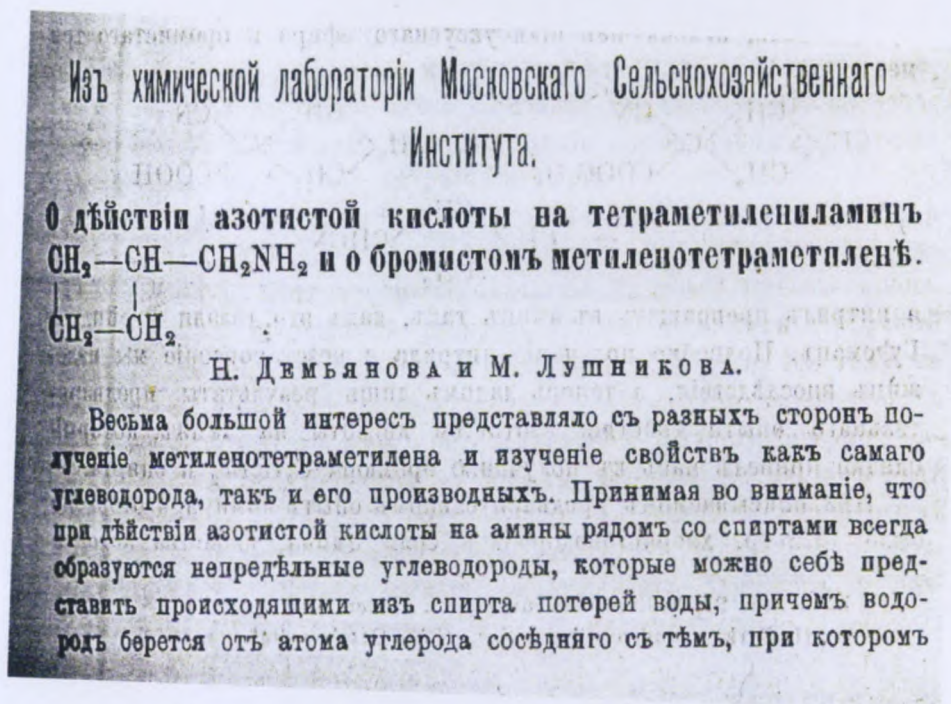 Изъ химической лабораторіи Московскаго Сельскохозяйственнаго
Института.
О дѣйствіи азотистой кислоты на тетраметилениламинъ
CH₂—CH—CH₂NH₂ и о бромистомъ метиленотетраметиленѣ.
| |
CH₂—CH₂.
Н. Демьянова и М. Лушникова.
Весьма большой интересъ представляло съ разныхъ сторонъ по-
лученіе метиленотетраметилена и изученіе свойствъ какъ самаго
углеводорода, такъ и его производныхъ. Принимая во вниманіе, что
при дѣйствіи азотистой кислоты на амины рядомъ со спиртами всегда
образуются непредѣльные углеводороды, которые можно себѣ пред-
ставить происходящими изъ спирта потерей воды, причемъ водо-
родъ берется отъ атома углерода сосѣдняго съ тѣмъ, при которомъ